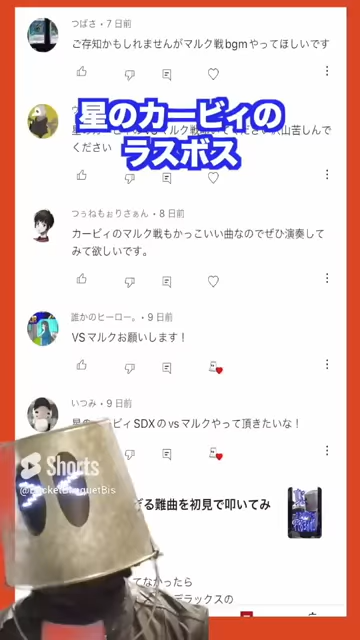 つばさ・7日前
ご存知かもしれませんがマルク戦bgmやってほしいです
星のカービィの
ラスボス
ください
つぅねもぉりさぁん・8日前
カービィのマルク戦もかっこいい曲なのでぜひ演奏して
みて欲しいです。
誰かのヒーロー。・9日前
VSマルクお願いします！
いつみ・9日前
ビィSDXのvsマルクやって頂きたいな！
Shorts
る難曲を初見で叩いてみ
てなかったら
デラックスの